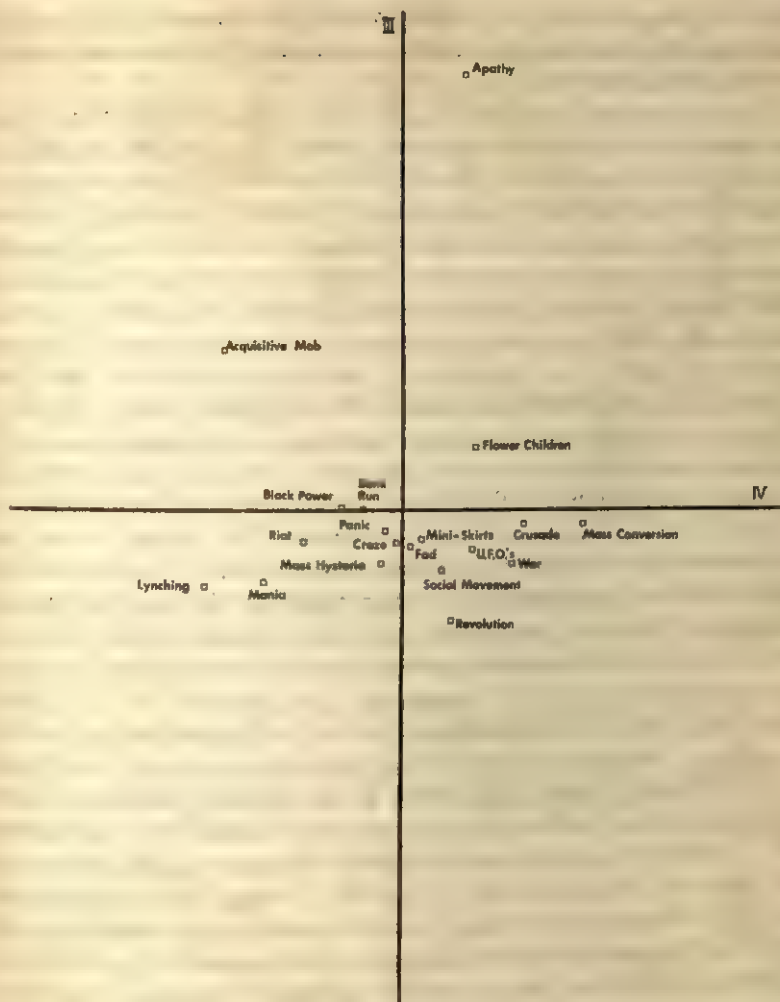 III
Apathy
Acquisitive Mob
Flower Children
IV
Black Power
Bank
Run
Panic
Mini-Skirts
Crusade
Mass Conversion
Riot
Craze
Fad
U.F.O.'s
War
Mass Hysteria
Social Movement
Lynching
Mania
Revolution